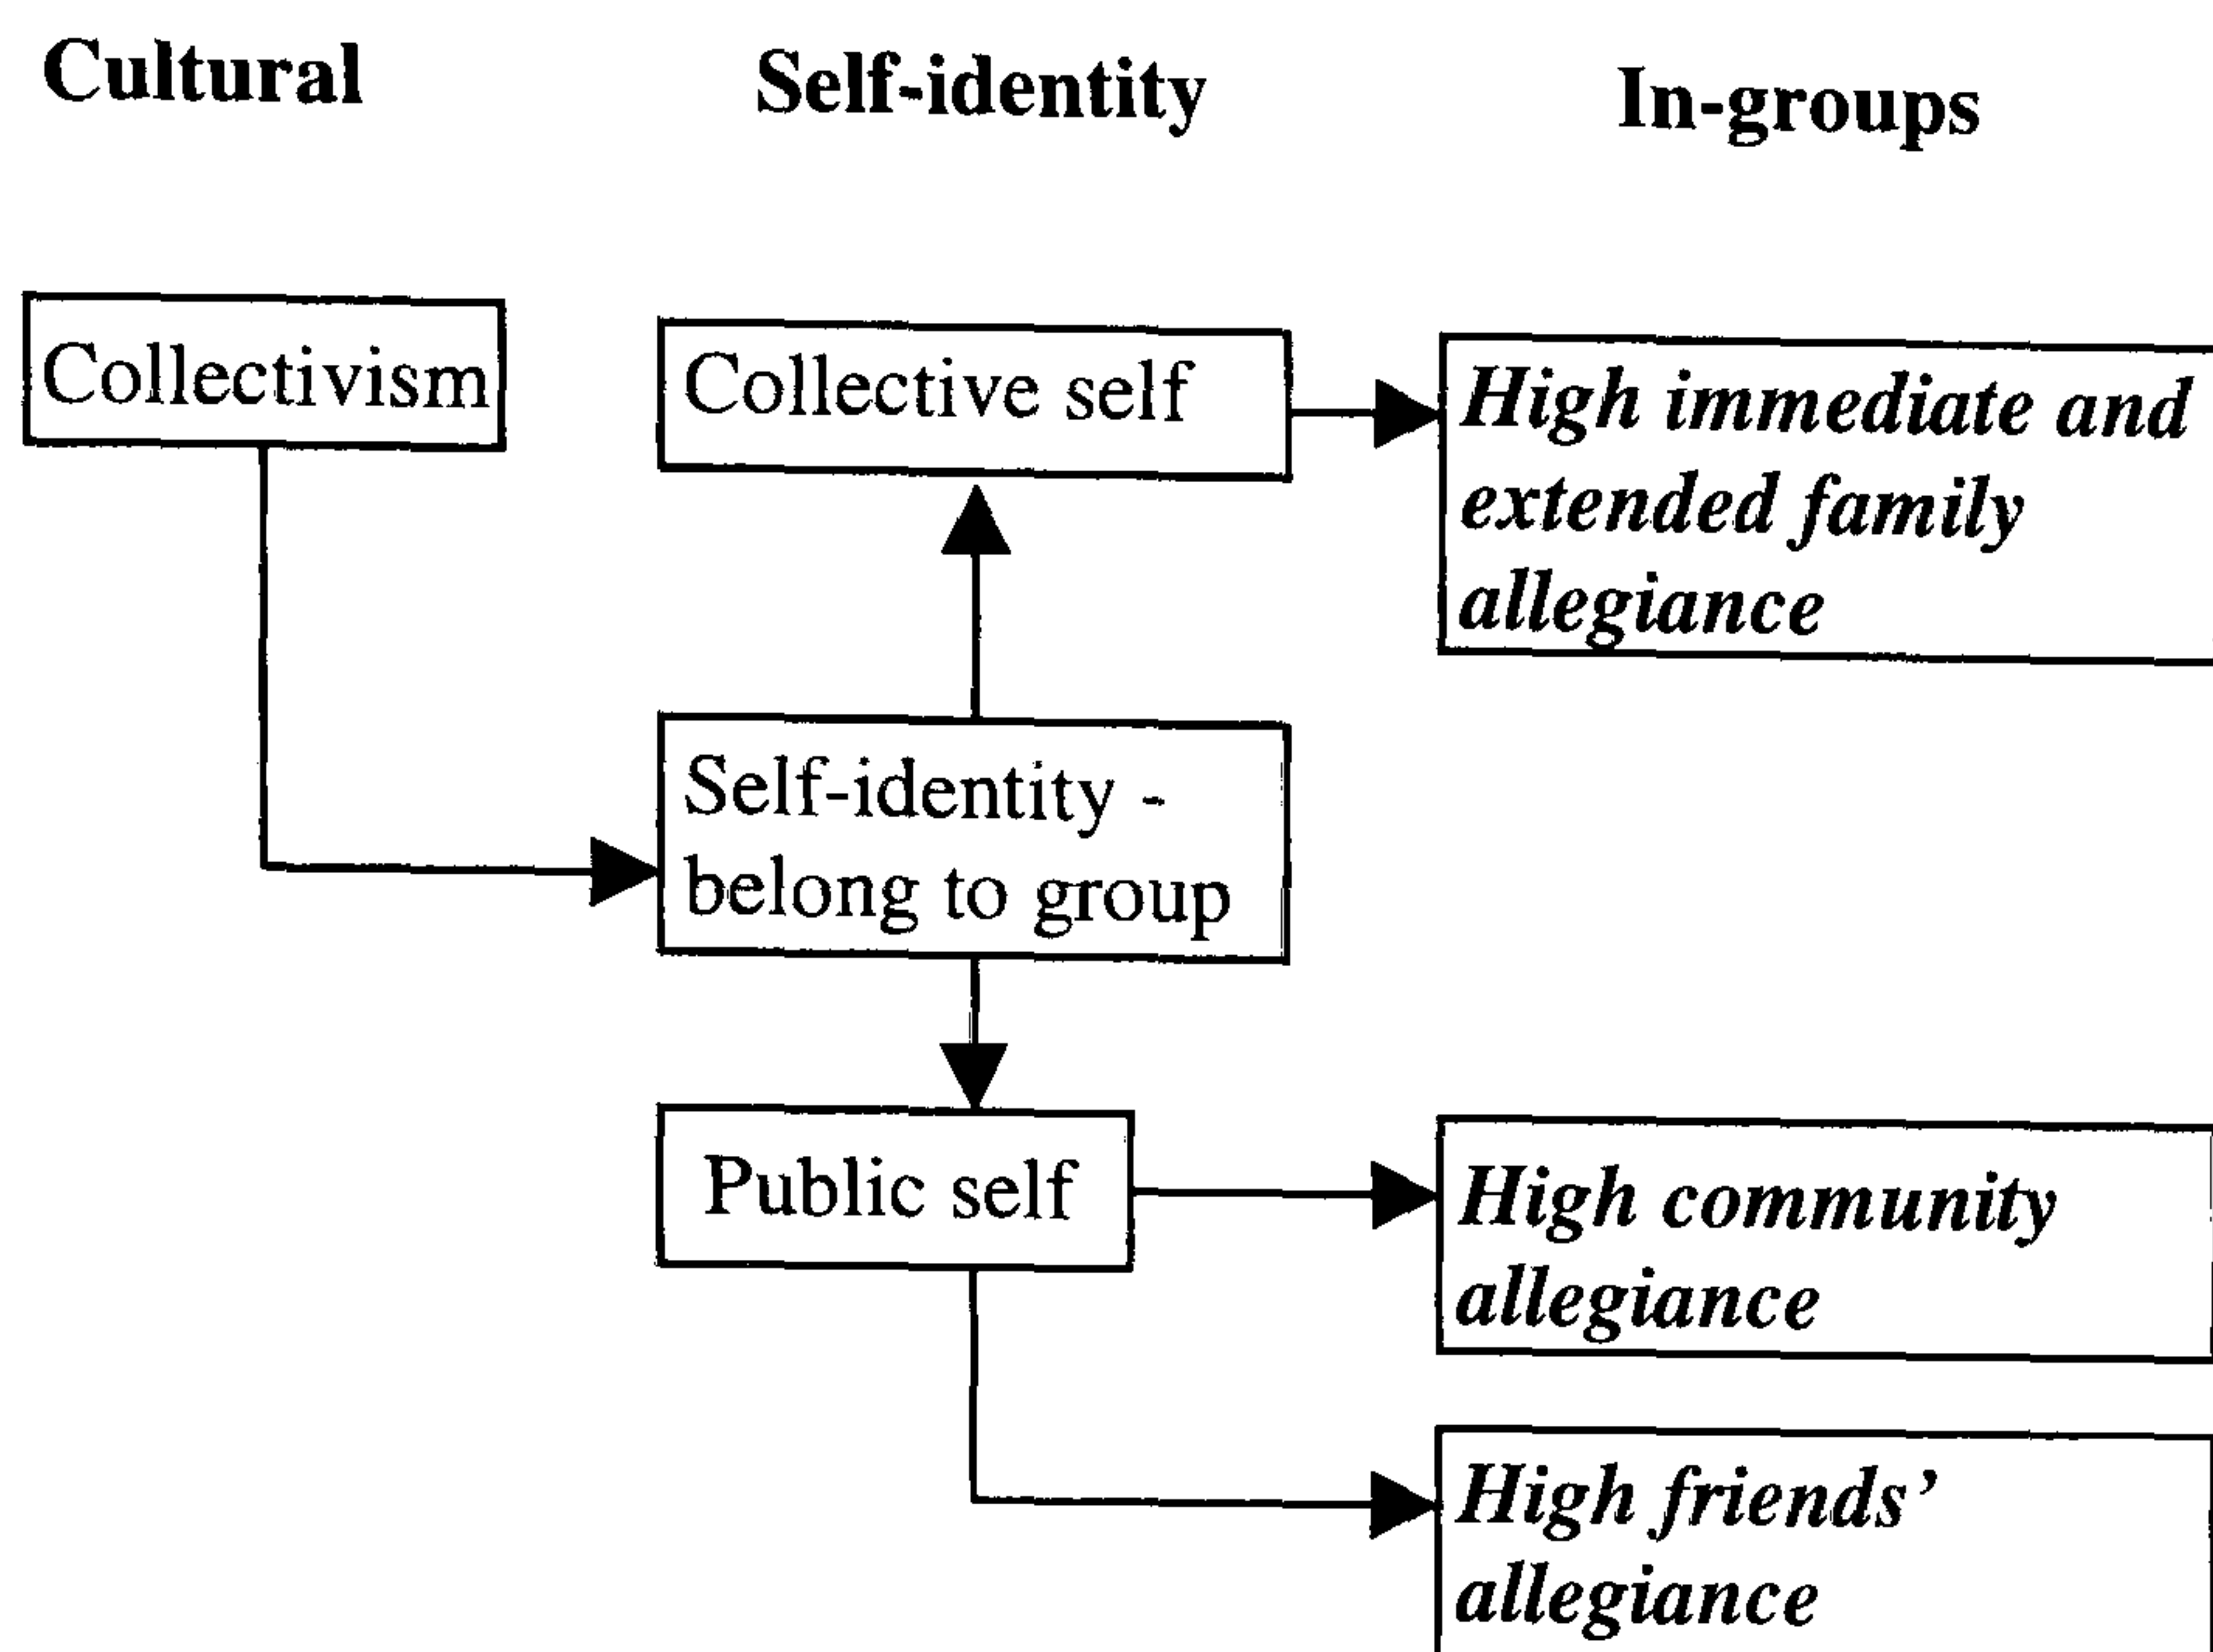 Cultural
Self-identity
In-groups
Collectivism
Collective self
High immediate and
extended family
allegiance
Self-identity -
belong to group
Public self
High community
allegiance
High friends’
allegiance